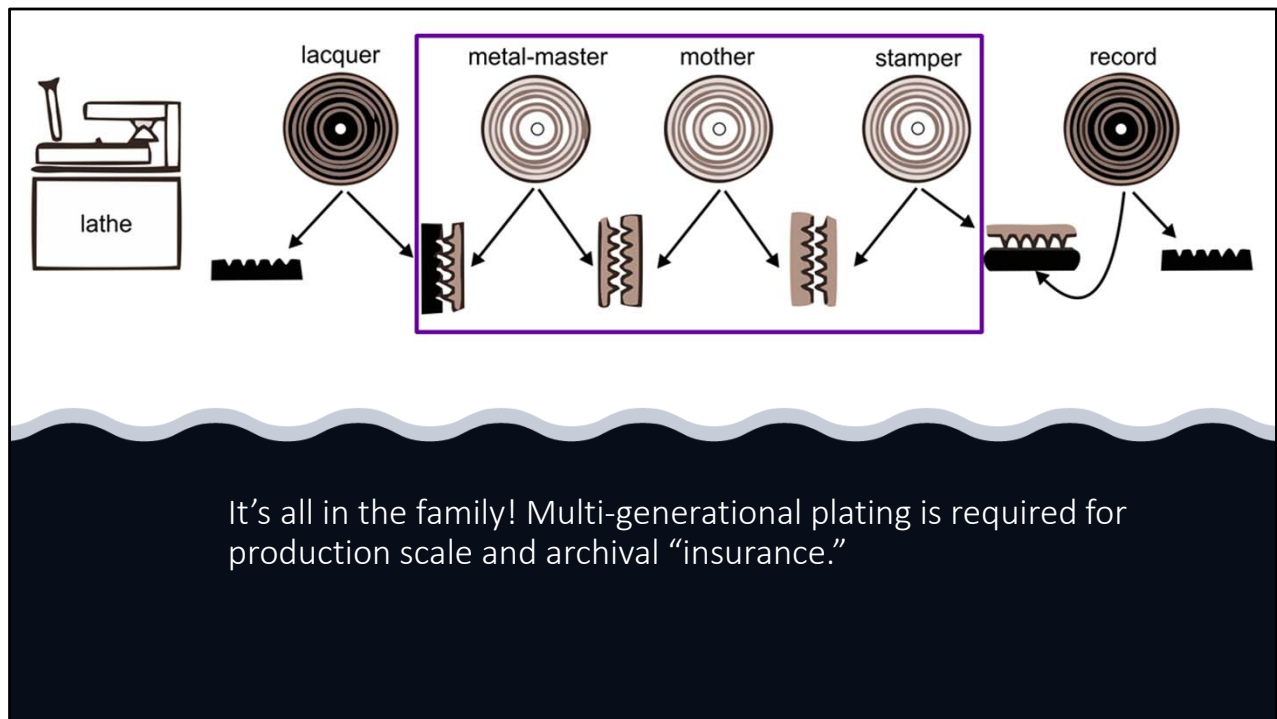 lacquer
metal-master
mother
stamper
record
lathe
It’s all in the family! Multi-generational plating is required for
production scale and archival “insurance.”